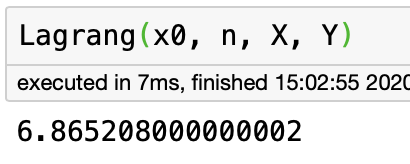 Lagrang(x0, n, X, Y)
executed in 7ms, finished 15:02:55 2020
6.865208000000002